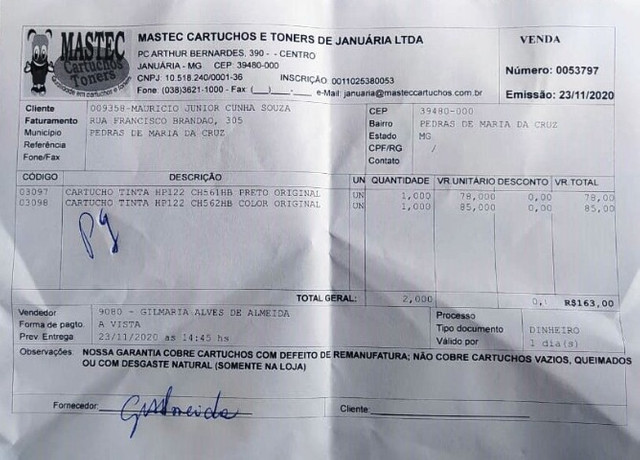 MASTEC
Cartuchos
Toners
MASTEC CARTUCHOS E TONERS DE JANUÁRIA LTDA
PC ARTHUR BERNARDES, 390 - - CENTRO
JANUÁRIA - MG CEP: 39480-000
CNPJ: 10.518.240/0001-36 INSCRIÇÃO: 0011025380053
Fone: (038)3621-1000 - Fax: (___)____-____ e-Mail: januaria@masteccartuchos.com.br
VENDA
Número: 0053797
Emissão: 23/11/2020
Cliente 009358-MAURICIO JUNIOR CUNHA SOUZA
Faturamento RUA FRANCISCO BRANDAO, 305
Município PEDRAS DE MARIA DA CRUZ
Referência
Fone/Fax
CEP 39480-000
Bairro PEDRAS DE MARIA DA CRUZ
Estado MG
CPF/RG /
Contato
CÓDIGO DESCRIÇÃO UN QUANTIDADE VR.UNITÁRIO DESCONTO VR.TOTAL
03097 CARTUCHO TINTA HP122 CH561HB PRETO ORIGINAL UN 1,000 78,000 0,00 78,00
03098 CARTUCHO TINTA HP122 CH562HB COLOR ORIGINAL UN 1,000 85,000 0,00 85,00
Pg
TOTAL GERAL: 2,000 0,( R$163,00
Vendedor 9080 - GILMARIA ALVES DE ALMEIDA
Forma de pagto. A VISTA
Prev. Entrega 23/11/2020 às 14:45 hs
Processo
Tipo documento DINHEIRO
Válido por 1 dia(s)
Observações: NOSSA GARANTIA COBRE CARTUCHOS COM DEFEITO DE REMANUFATURA; NÃO COBRE CARTUCHOS VAZIOS, QUEIMADOS
OU COM DESGASTE NATURAL (SOMENTE NA LOJA)
Fornecedor: Cliente: